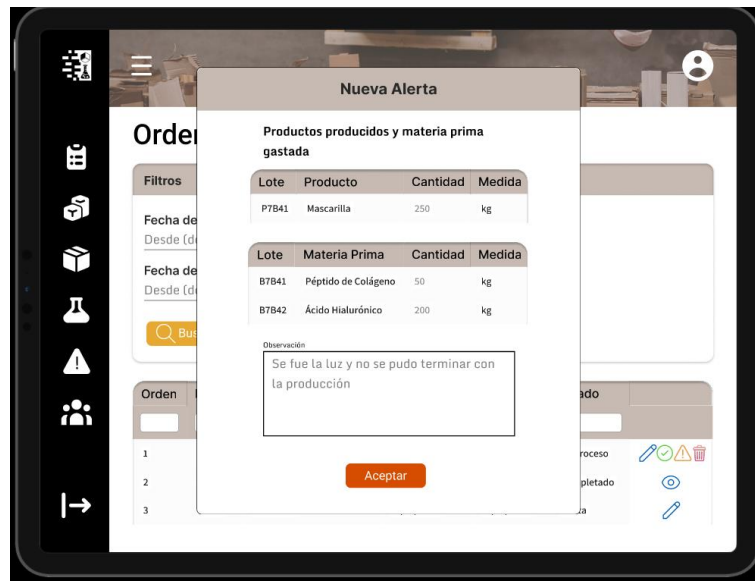 Nueva Alerta
Orde
Productos producidos y materia prima
gastada
Filtros
Lote Producto Cantidad Medida
P7B41 Mascarilla 250 kg
Fecha de
Desde (d
Lote Materia Prima Cantidad Medida
Fecha de
Desde (d
B7B41 Péptido de Colágeno 50 kg
B7B42 Ácido Hialurónico 200 kg
Bus
Observación
Se fue la luz y no se pudo terminar con
la producción
Orden ado
1 roceso
Aceptar
2 pletado
3 ta